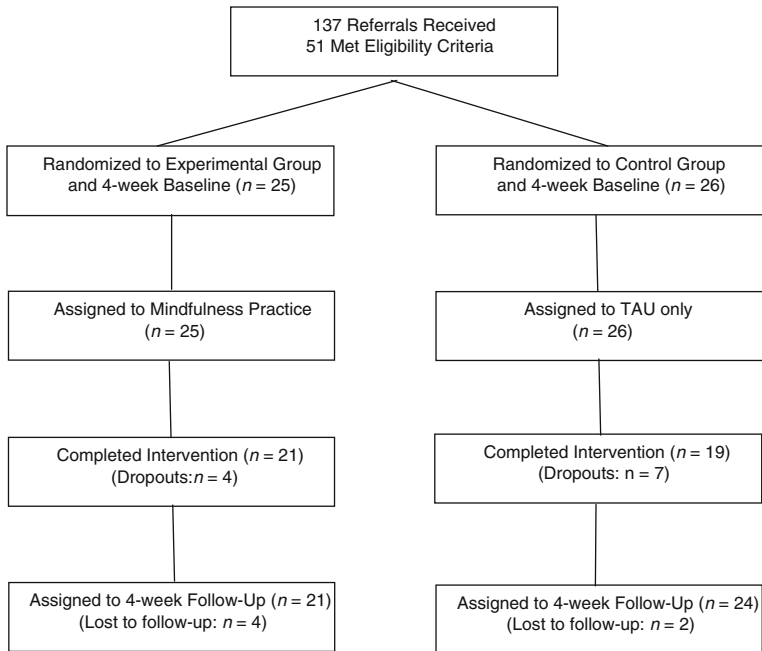 137 Referrals Received
51 Met Eligibility Criteria
Randomized to Experimental Group
and 4-week Baseline (n = 25)
Randomized to Control Group
and 4-week Baseline (n = 26)
Assigned to Mindfulness Practice
(n = 25)
Assigned to TAU only
(n = 26)
Completed Intervention (n = 21)
(Dropouts:n = 4)
Completed Intervention (n = 19)
(Dropouts: n = 7)
Assigned to 4-week Follow-Up (n = 21)
(Lost to follow-up: n = 4)
Assigned to 4-week Follow-Up (n = 24)
(Lost to follow-up: n = 2)